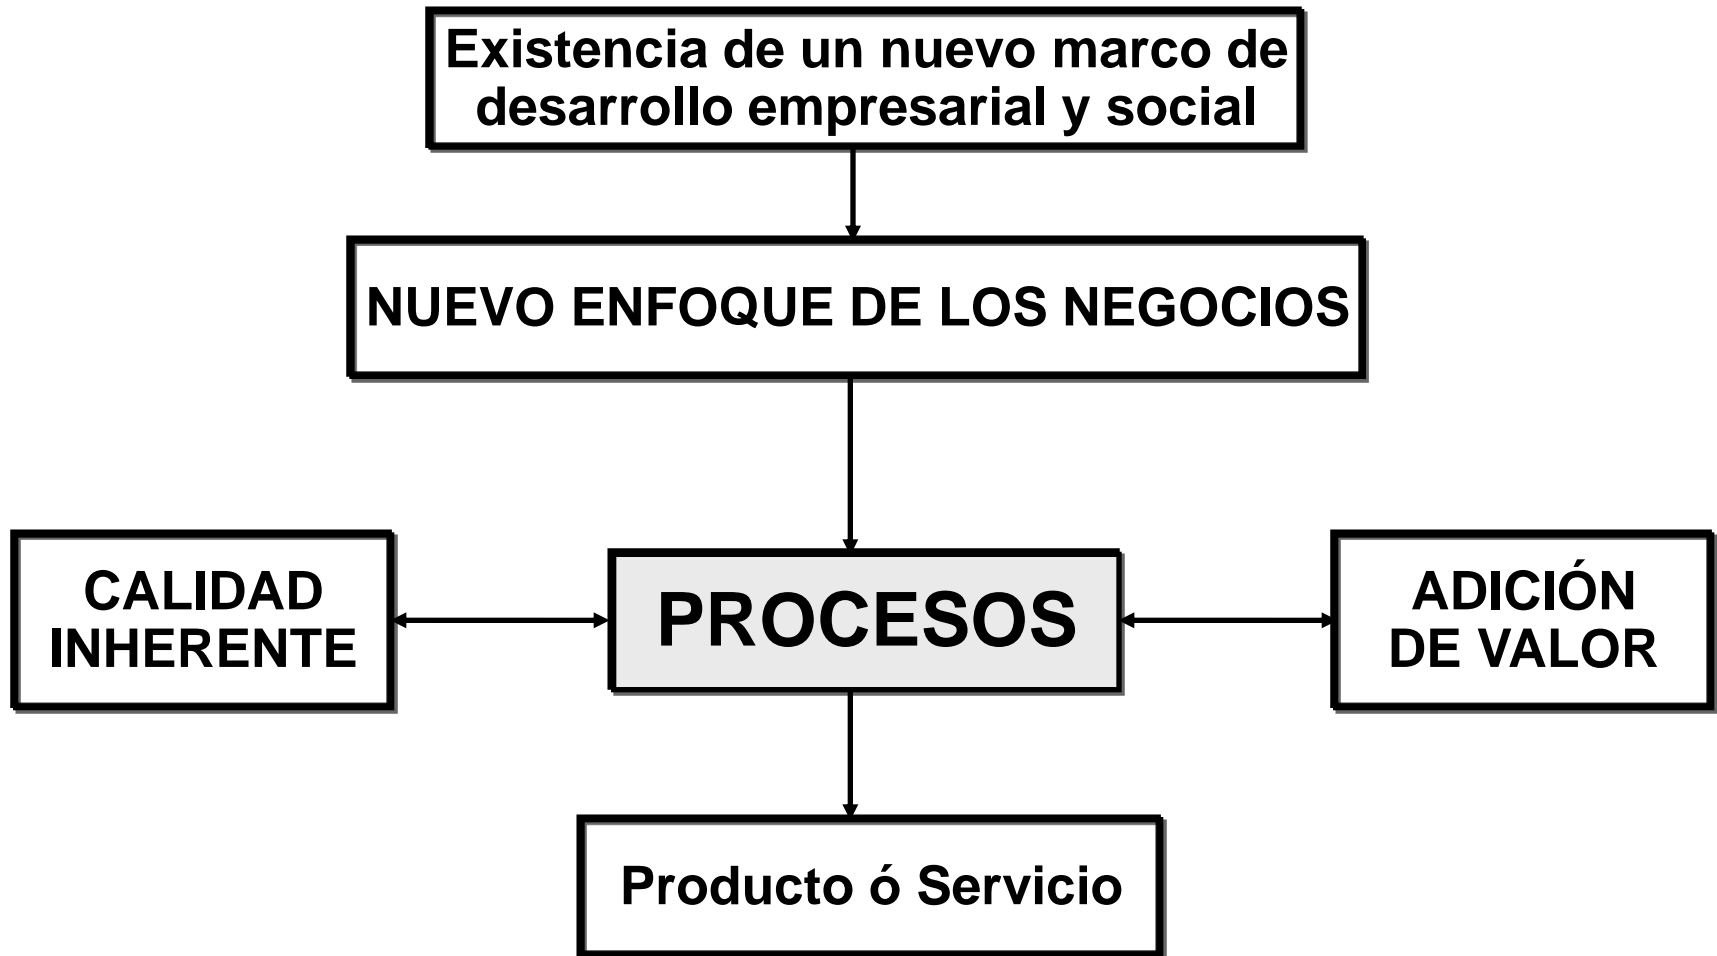 Existencia de un nuevo marco de
desarrollo empresarial y social
NUEVO ENFOQUE DE LOS NEGOCIOS
CALIDAD
INHERENTE
PROCESOS
ADICIÓN
DE VALOR
Producto ó Servicio